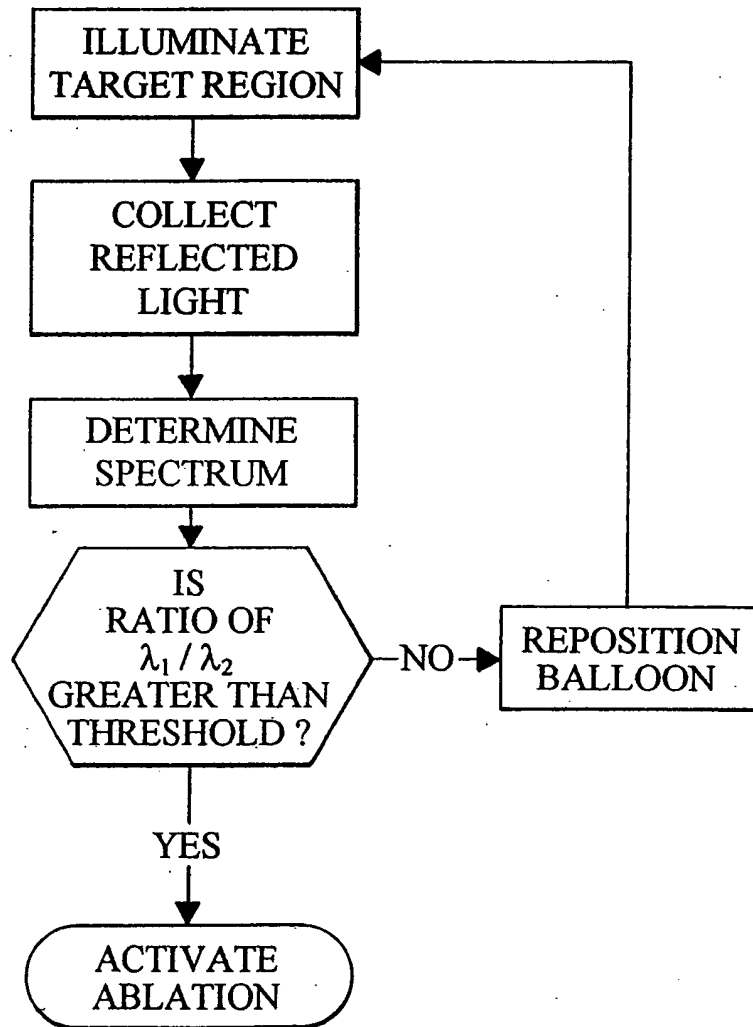 ILLUMINATE
TARGET REGION
COLLECT
REFLECTED
LIGHT
DETERMINE
SPECTRUM
IS
RATIO OF
λ₁ / λ₂
GREATER THAN
THRESHOLD ?
NO
REPOSITION
BALLOON
YES
ACTIVATE
ABLATION